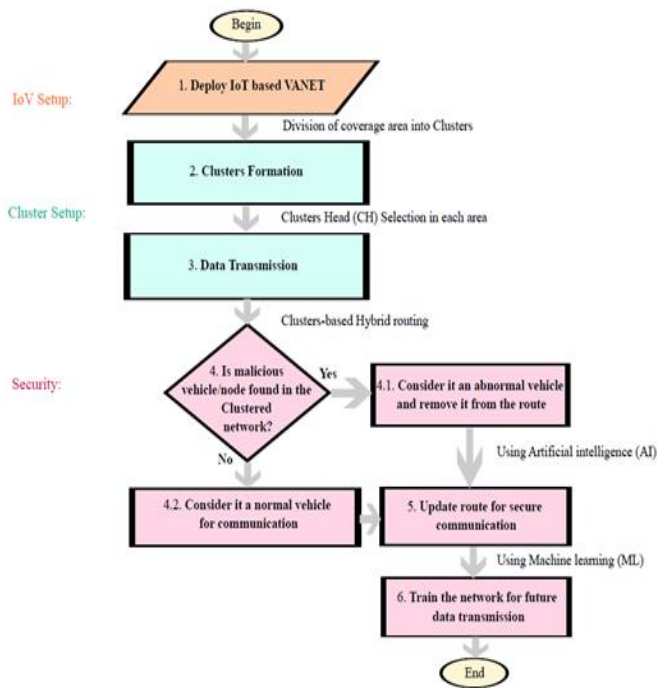 Begin
IoV Setup:
1. Deploy IoT based VANET
Division of coverage area into Clusters
2. Clusters Formation
Cluster Setup:
Clusters Head (CH) Selection in each area
3. Data Transmission
Clusters-based Hybrid routing
Security:
4. Is malicious
vehicle/node found in the
Clustered
network?
Yes
4.1. Consider it an abnormal vehicle
and remove it from the route
Using Artificial intelligence (AI)
No
4.2. Consider it a normal vehicle
for communication
5. Update route for secure
communication
Using Machine learning (ML)
6. Train the network for future
data transmission
End